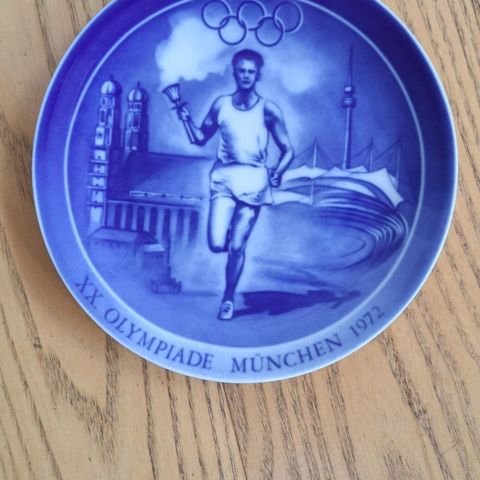 XX. OLYMPIADE MÜNCHEN 1972